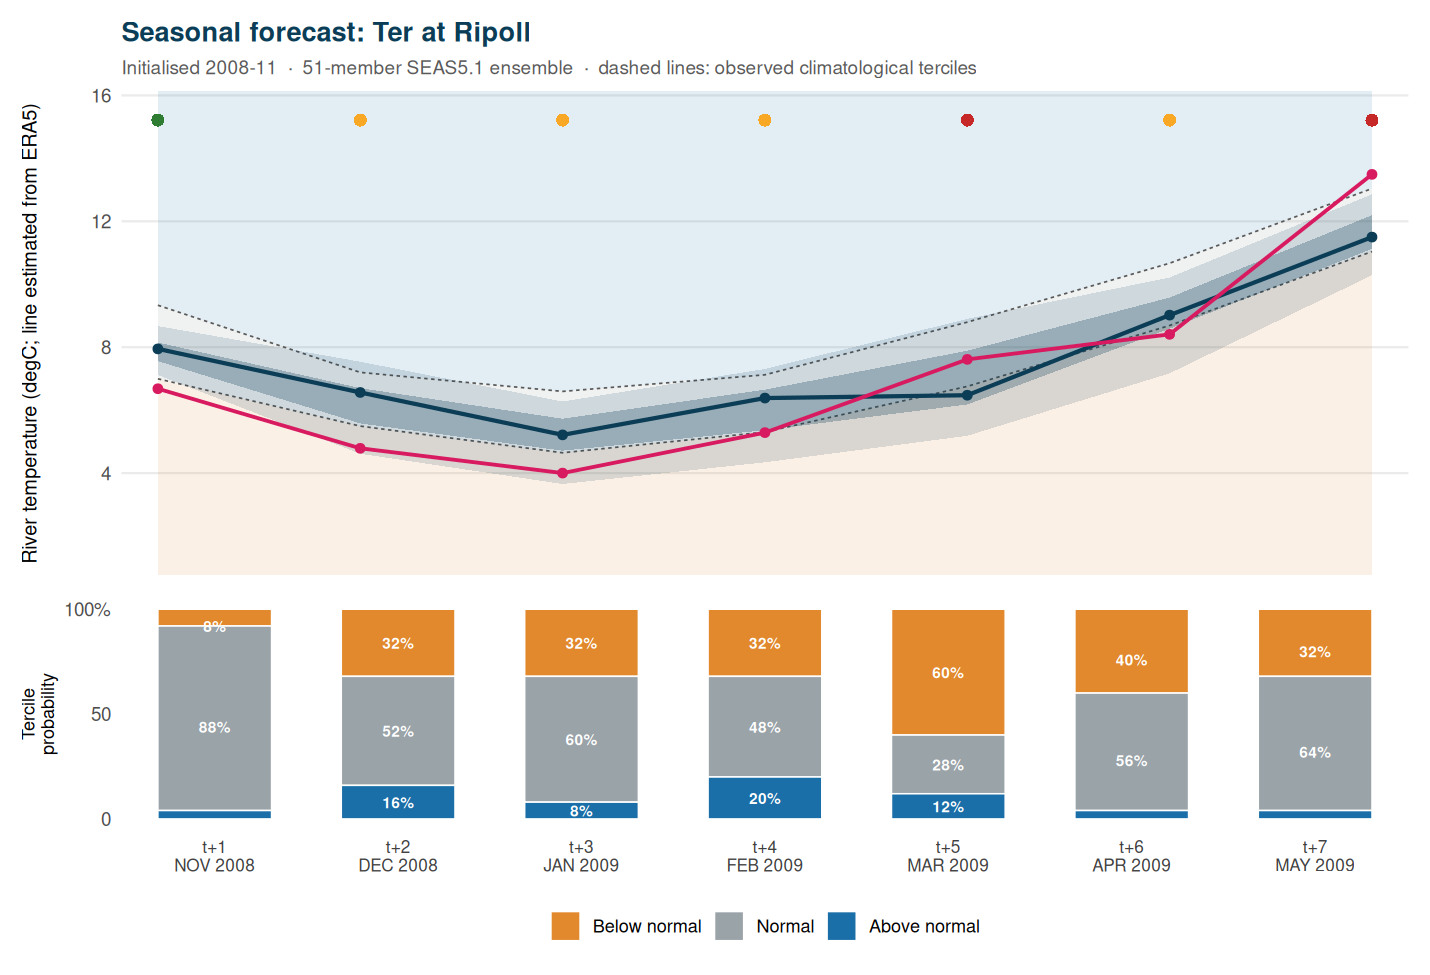 Seasonal forecast: Ter at Ripoll
Initialised 2008-11 · 51-member SEAS5.1 ensemble · dashed lines: observed climatological terciles
River temperature (degC; line estimated from ERA5)
16
12
8
4
Tercile
probability
100%
50
0
8%
88%
32%
52%
16%
32%
60%
8%
32%
48%
20%
60%
28%
12%
40%
56%
32%
64%
t+1
NOV 2008
t+2
DEC 2008
t+3
JAN 2009
t+4
FEB 2009
t+5
MAR 2009
t+6
APR 2009
t+7
MAY 2009
Below normal
Normal
Above normal